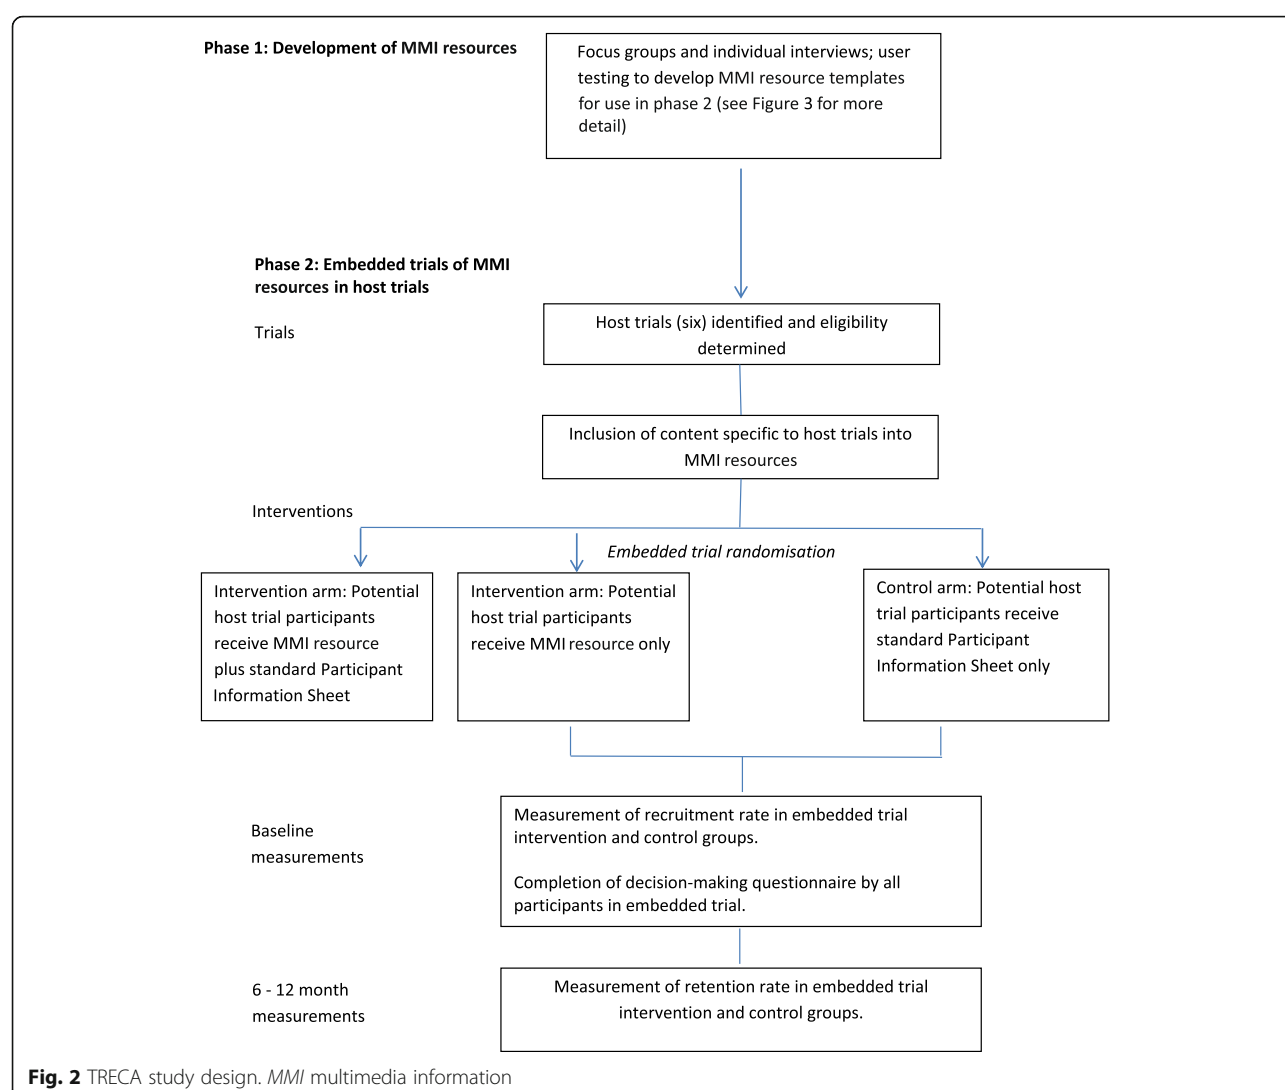 Phase 1: Development of MMI resources
Focus groups and individual interviews; user
testing to develop MMI resource templates
for use in phase 2 (see Figure 3 for more
detail)
Phase 2: Embedded trials of MMI
resources in host trials
Trials
Host trials (six) identified and eligibility
determined
Inclusion of content specific to host trials into
MMI resources
Interventions
Embedded trial randomisation
Intervention arm: Potential
host trial participants
receive MMI resource
plus standard Participant
Information Sheet
Intervention arm: Potential
host trial participants
receive MMI resource only
Control arm: Potential host
trial participants receive
standard Participant
Information Sheet only
Baseline
measurements
Measurement of recruitment rate in embedded trial
intervention and control groups.
Completion of decision-making questionnaire by all
participants in embedded trial.
6 - 12 month
measurements
Measurement of retention rate in embedded trial
intervention and control groups.
Fig. 2 TRECA study design. MMI multimedia information